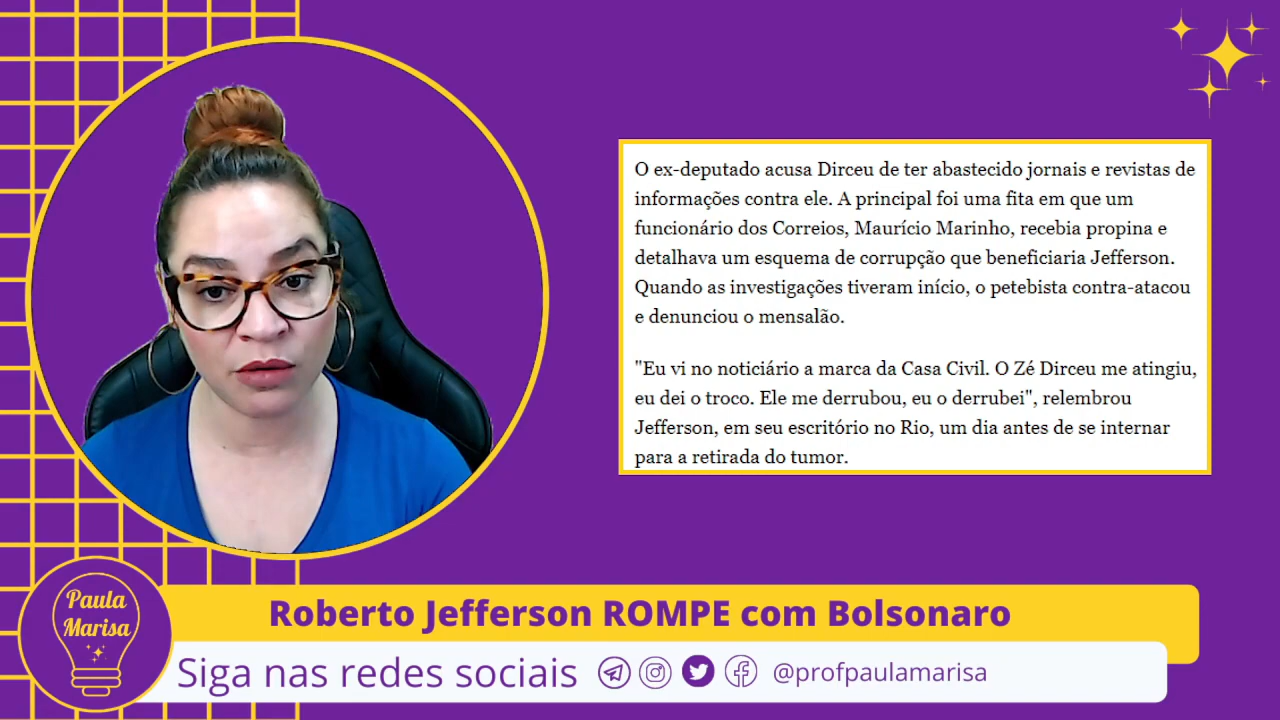 O ex-deputado acusa Dirceu de ter abastecido jornais e revistas de
informações contra ele. A principal foi uma fita em que um
funcionário dos Correios, Maurício Marinho, recebia propina e
detalhava um esquema de corrupção que beneficiaria Jefferson.
Quando as investigações tiveram início, o petebista contra-atacou
e denunciou o mensalão.
"Eu vi no noticiário a marca da Casa Civil. O Zé Dirceu me atingiu,
eu dei o troco. Ele me derrubou, eu o derrubei", relembrou
Jefferson, em seu escritório no Rio, um dia antes de se internar
para a retirada do tumor.
Paula
Marisa
Roberto Jefferson ROMPE com Bolsonaro
Siga nas redes sociais @profpaulamarisa